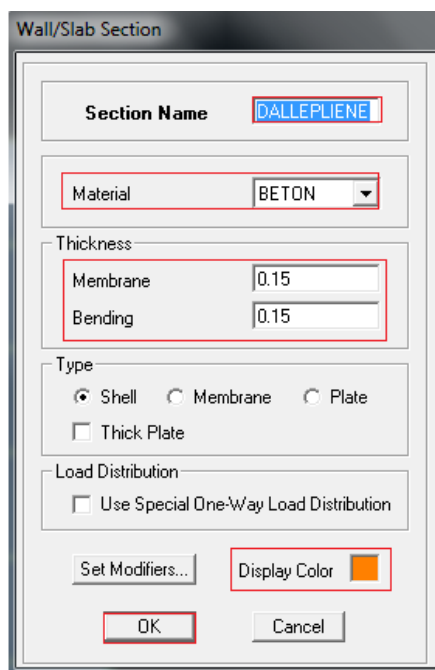 Wall/Slab Section
Section Name DALLEPLIENE
Material BETON
Thickness
Membrane 0.15
Bending 0.15
Type
Shell Membrane Plate
Thick Plate
Load Distribution
Use Special One-Way Load Distribution
Set Modifiers... Display Color
OK Cancel